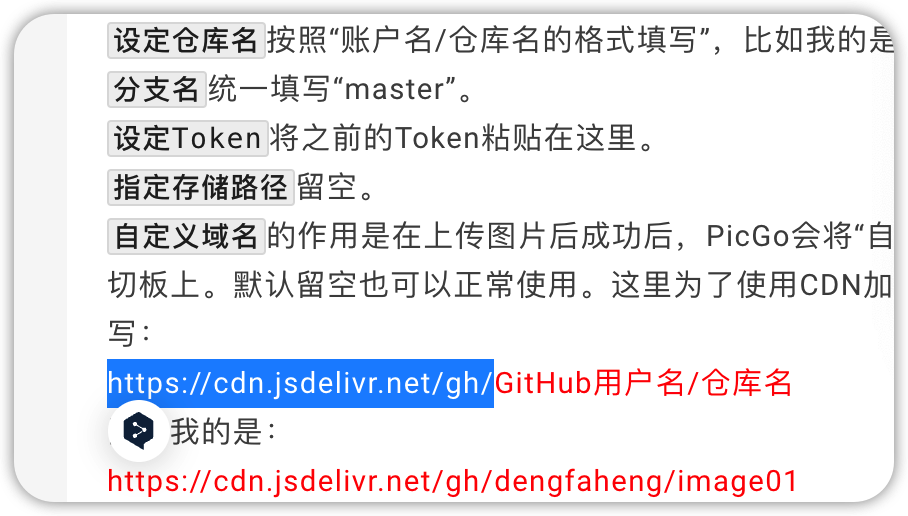 设定仓库名按照“账户名/仓库名的格式填写”，比如我的是
分支名统一填写“master”。
设定Token将之前的Token粘贴在这里。
指定存储路径留空。
自定义域名的作用是在上传图片后成功后，PicGo会将“自
切板上。默认留空也可以正常使用。这里为了使用CDN加
写：
https://cdn.jsdelivr.net/gh/GitHub用户名/仓库名
我的是：
https://cdn.jsdelivr.net/gh/dengfaheng/image01